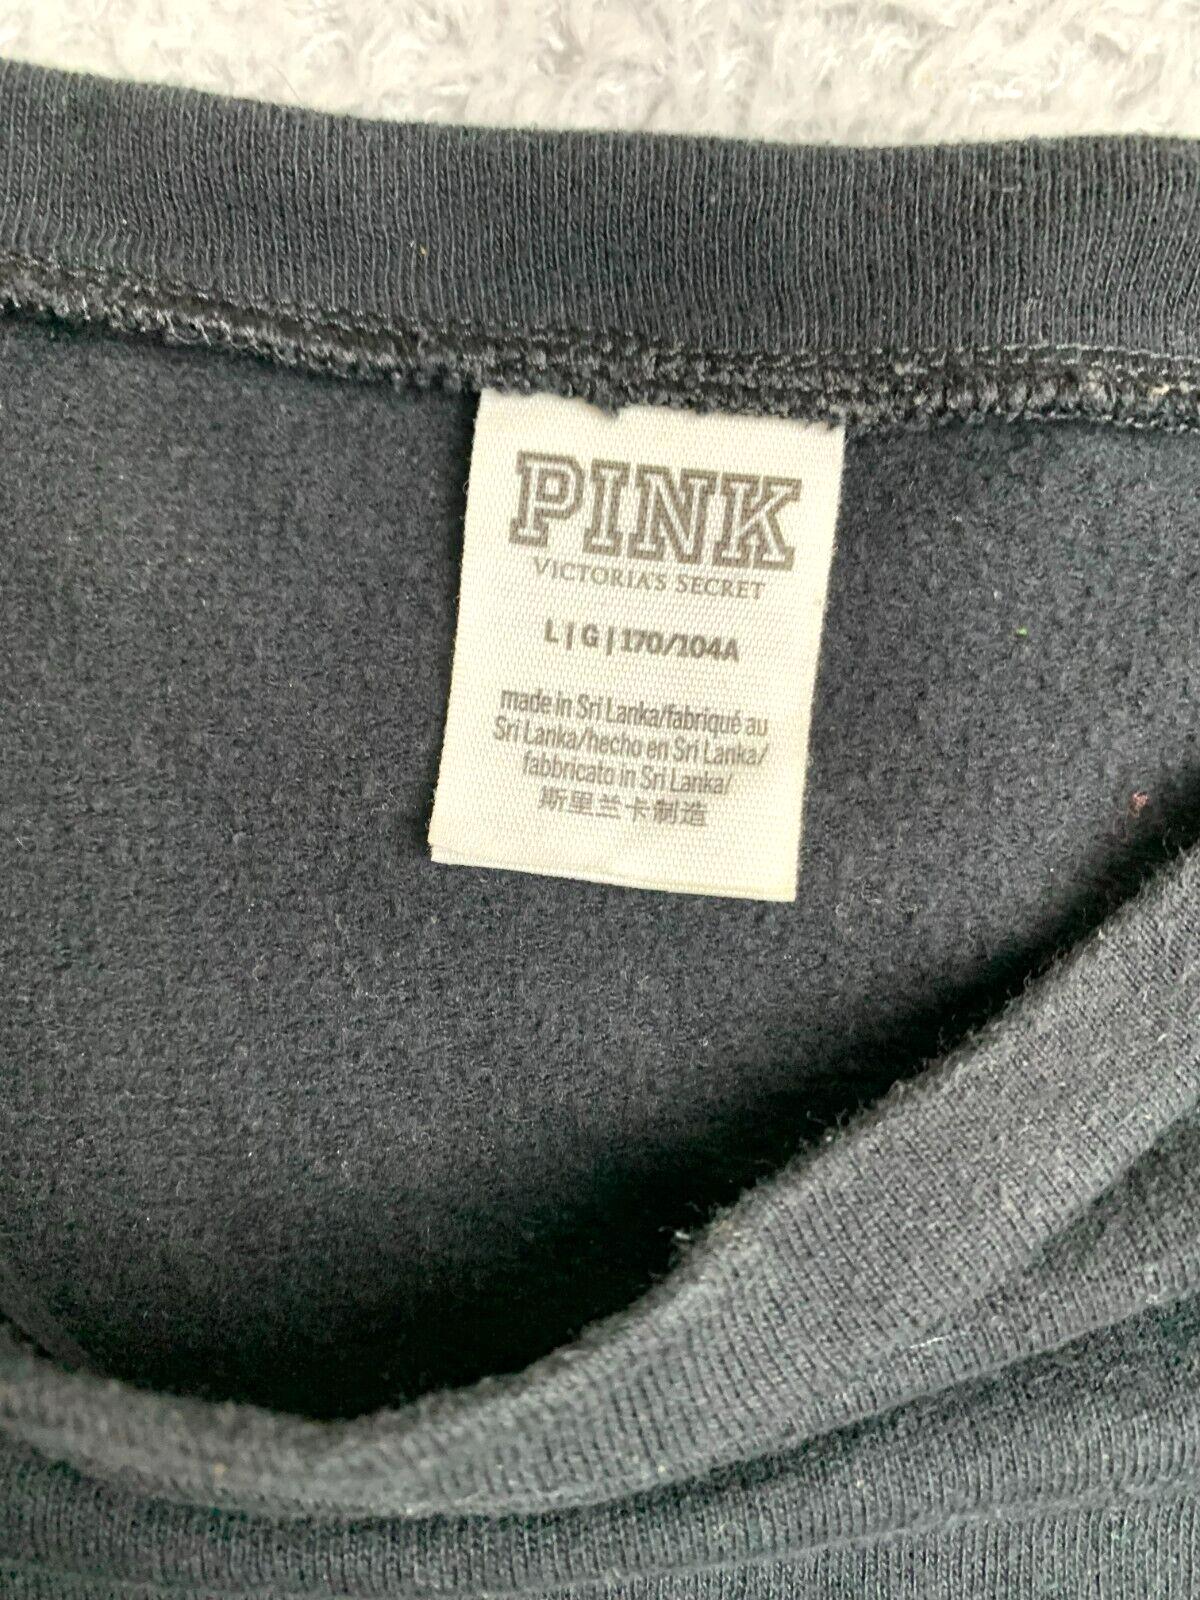 PINK
VICTORIA'S SECRET
L | G | 170/104A
made in Sri Lanka/fabriqué au
Sri Lanka/hecho en Sri Lanka/
fabbricato in Sri Lanka/
斯里兰卡制造